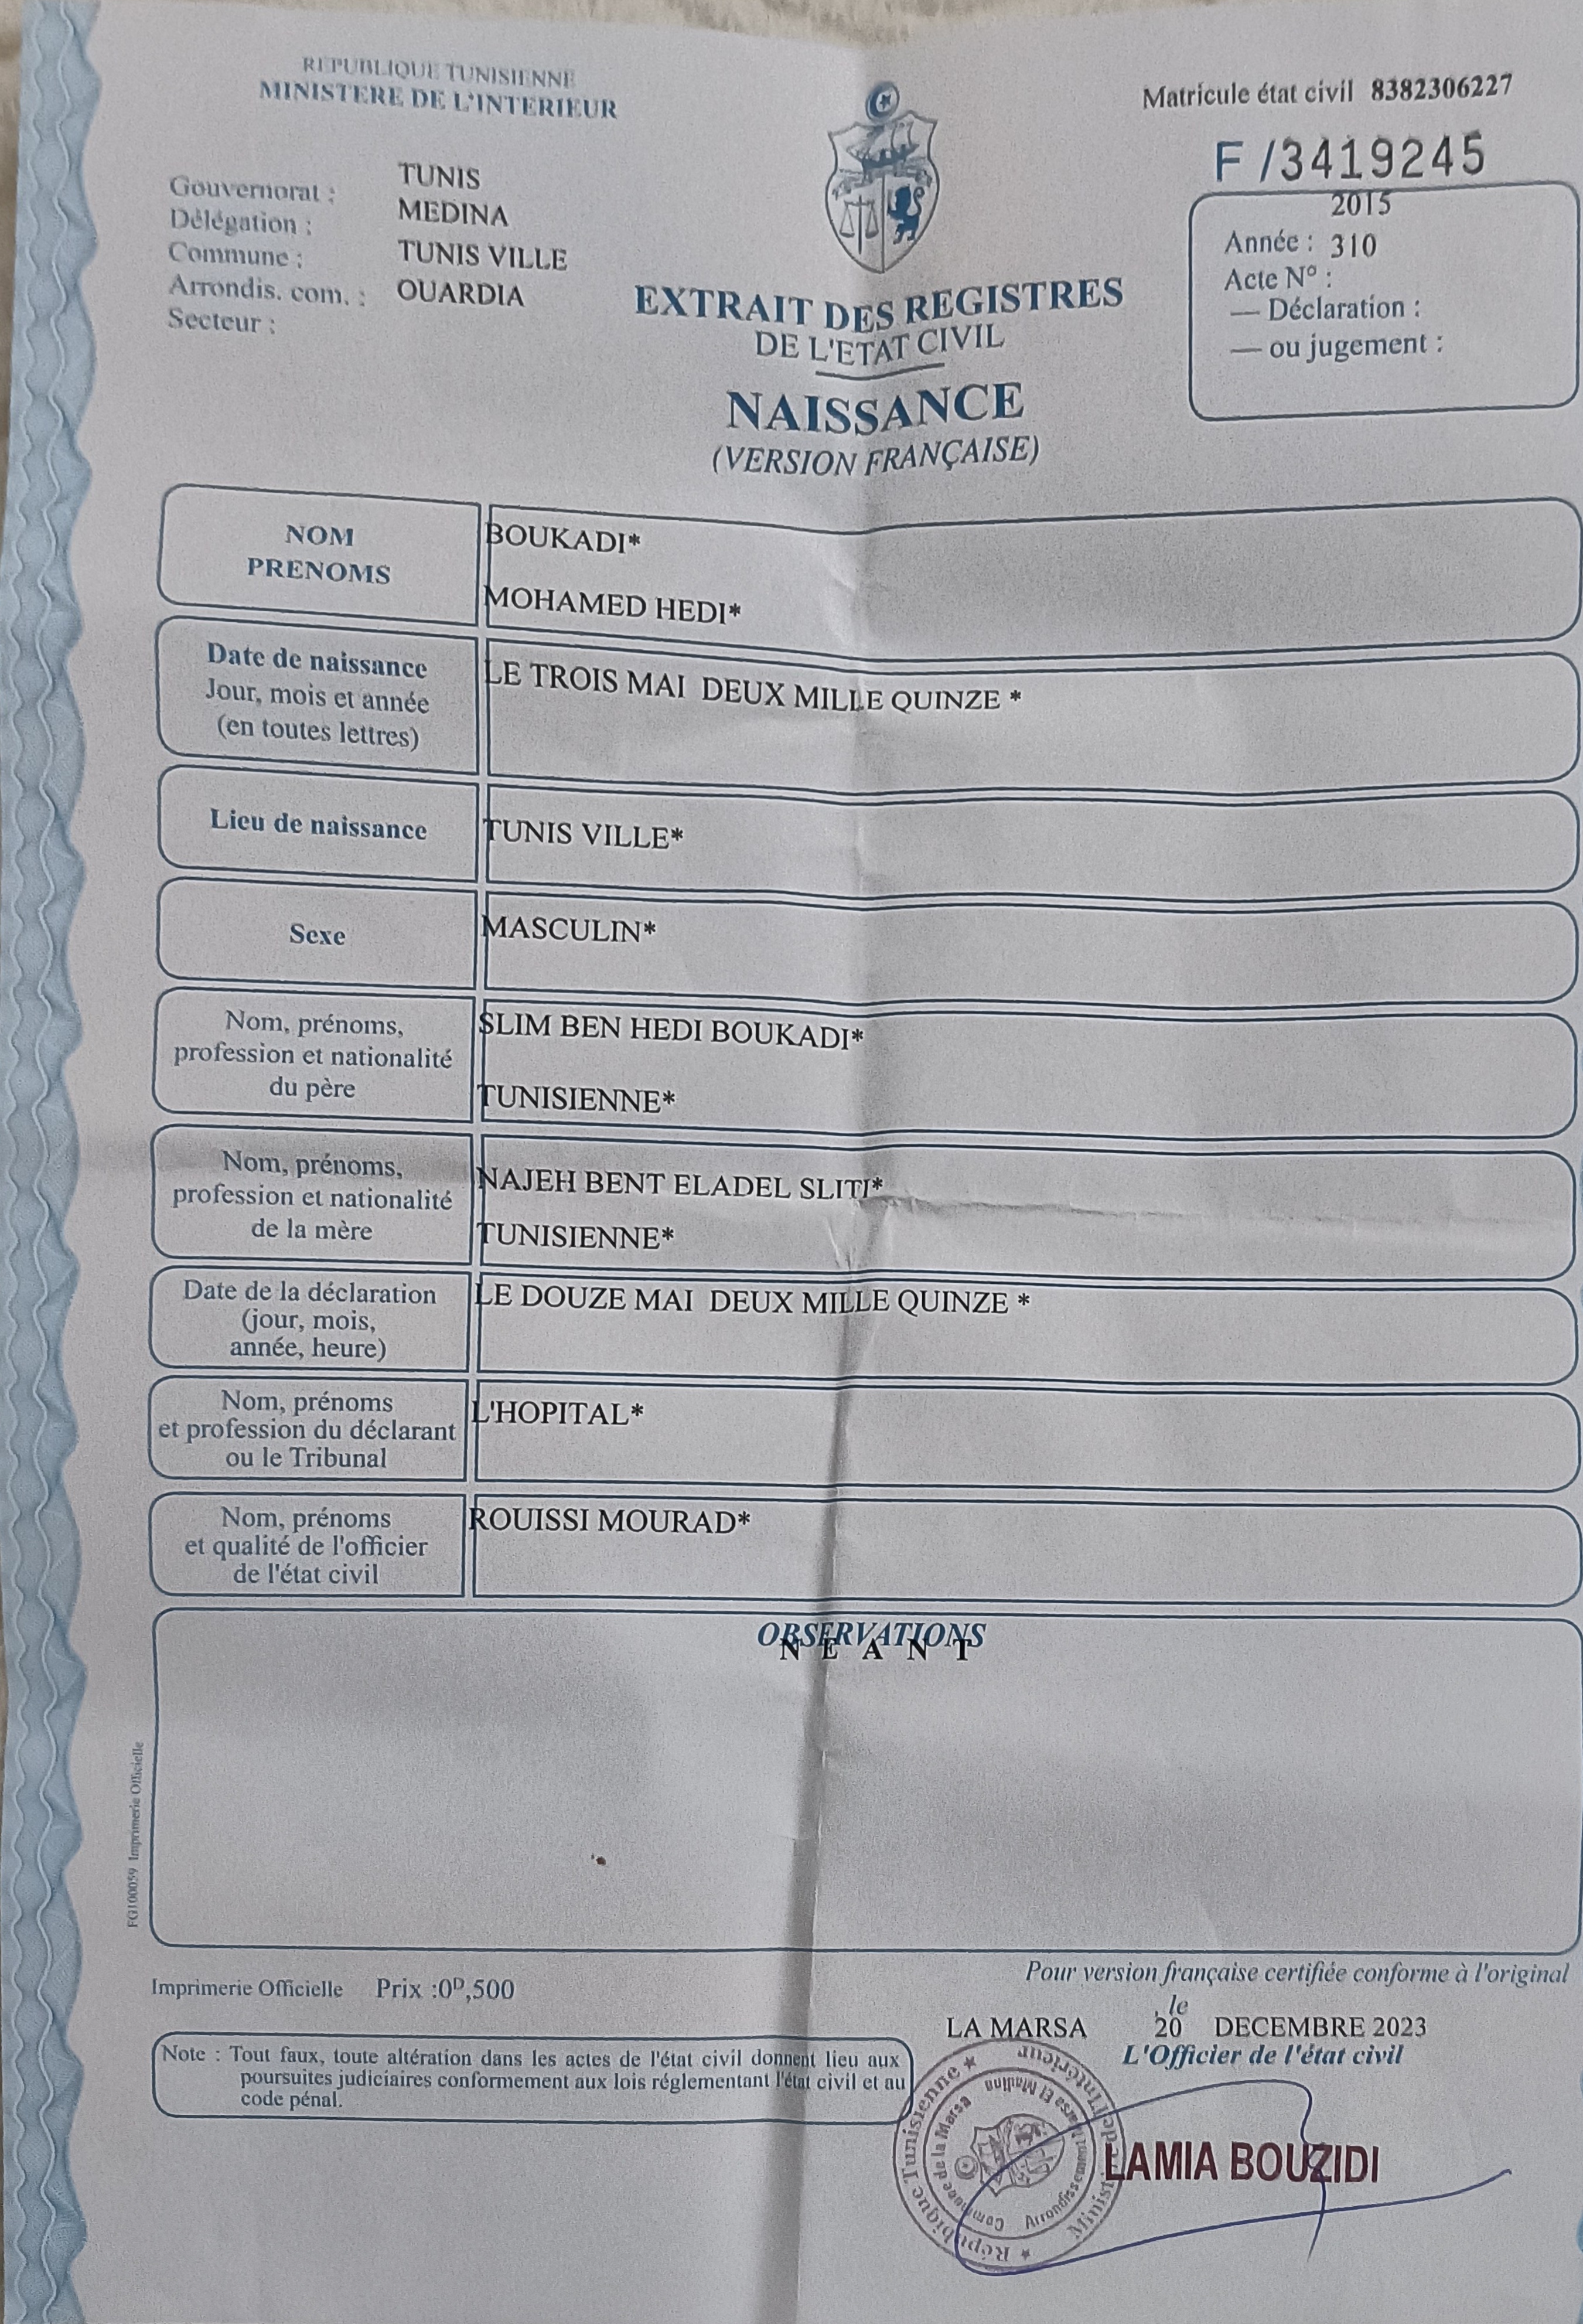 REPUBLIQUE TUNISIENNE
MINISTERE DE L'INTERIEUR
Matricule état civil 8382306227
F /3419245
Gouvernorat : TUNIS
Délégation : MEDINA
Commune : TUNIS VILLE
Arrondis. com. : OUARDIA
Secteur :
2015
Année : 310
Acte N° :
— Déclaration :
— ou jugement :
EXTRAIT DES REGISTRES
DE L'ETAT CIVIL
NAISSANCE
(VERSION FRANÇAISE)
NOM
PRENOMS
BOUKADI*
MOHAMED HEDI*
Date de naissance
Jour, mois et année
(en toutes lettres)
LE TROIS MAI DEUX MILLE QUINZE *
Lieu de naissance
TUNIS VILLE*
Sexe
MASCULIN*
Nom, prénoms,
profession et nationalité
du père
SLIM BEN HEDI BOUKADI*
TUNISIENNE*
Nom, prénoms,
profession et nationalité
de la mère
NAJEH BENT ELADEL SLITI*
TUNISIENNE*
Date de la déclaration
(jour, mois,
année, heure)
LE DOUZE MAI DEUX MILLE QUINZE *
Nom, prénoms
et profession du déclarant
ou le Tribunal
L'HOPITAL*
Nom, prénoms
et qualité de l'officier
de l'état civil
ROUISSI MOURAD*
OBSERVATIONS
N E A N T
FG100059 Imprimerie Officielle
Imprimerie Officielle Prix :0ᴰ,500
Pour version française certifiée conforme à l'original
LA MARSA , le 20 DECEMBRE 2023
L'Officier de l'état civil
Note : Tout faux, toute altération dans les actes de l'état civil donnent lieu aux
poursuites judiciaires conformement aux lois réglementant l'état civil et au
code pénal.
République Tunisienne ★ Ministère de l'Intérieur ★
Commune de la Marsa Arrondissement Marsa El Madina
LAMIA BOUZIDI